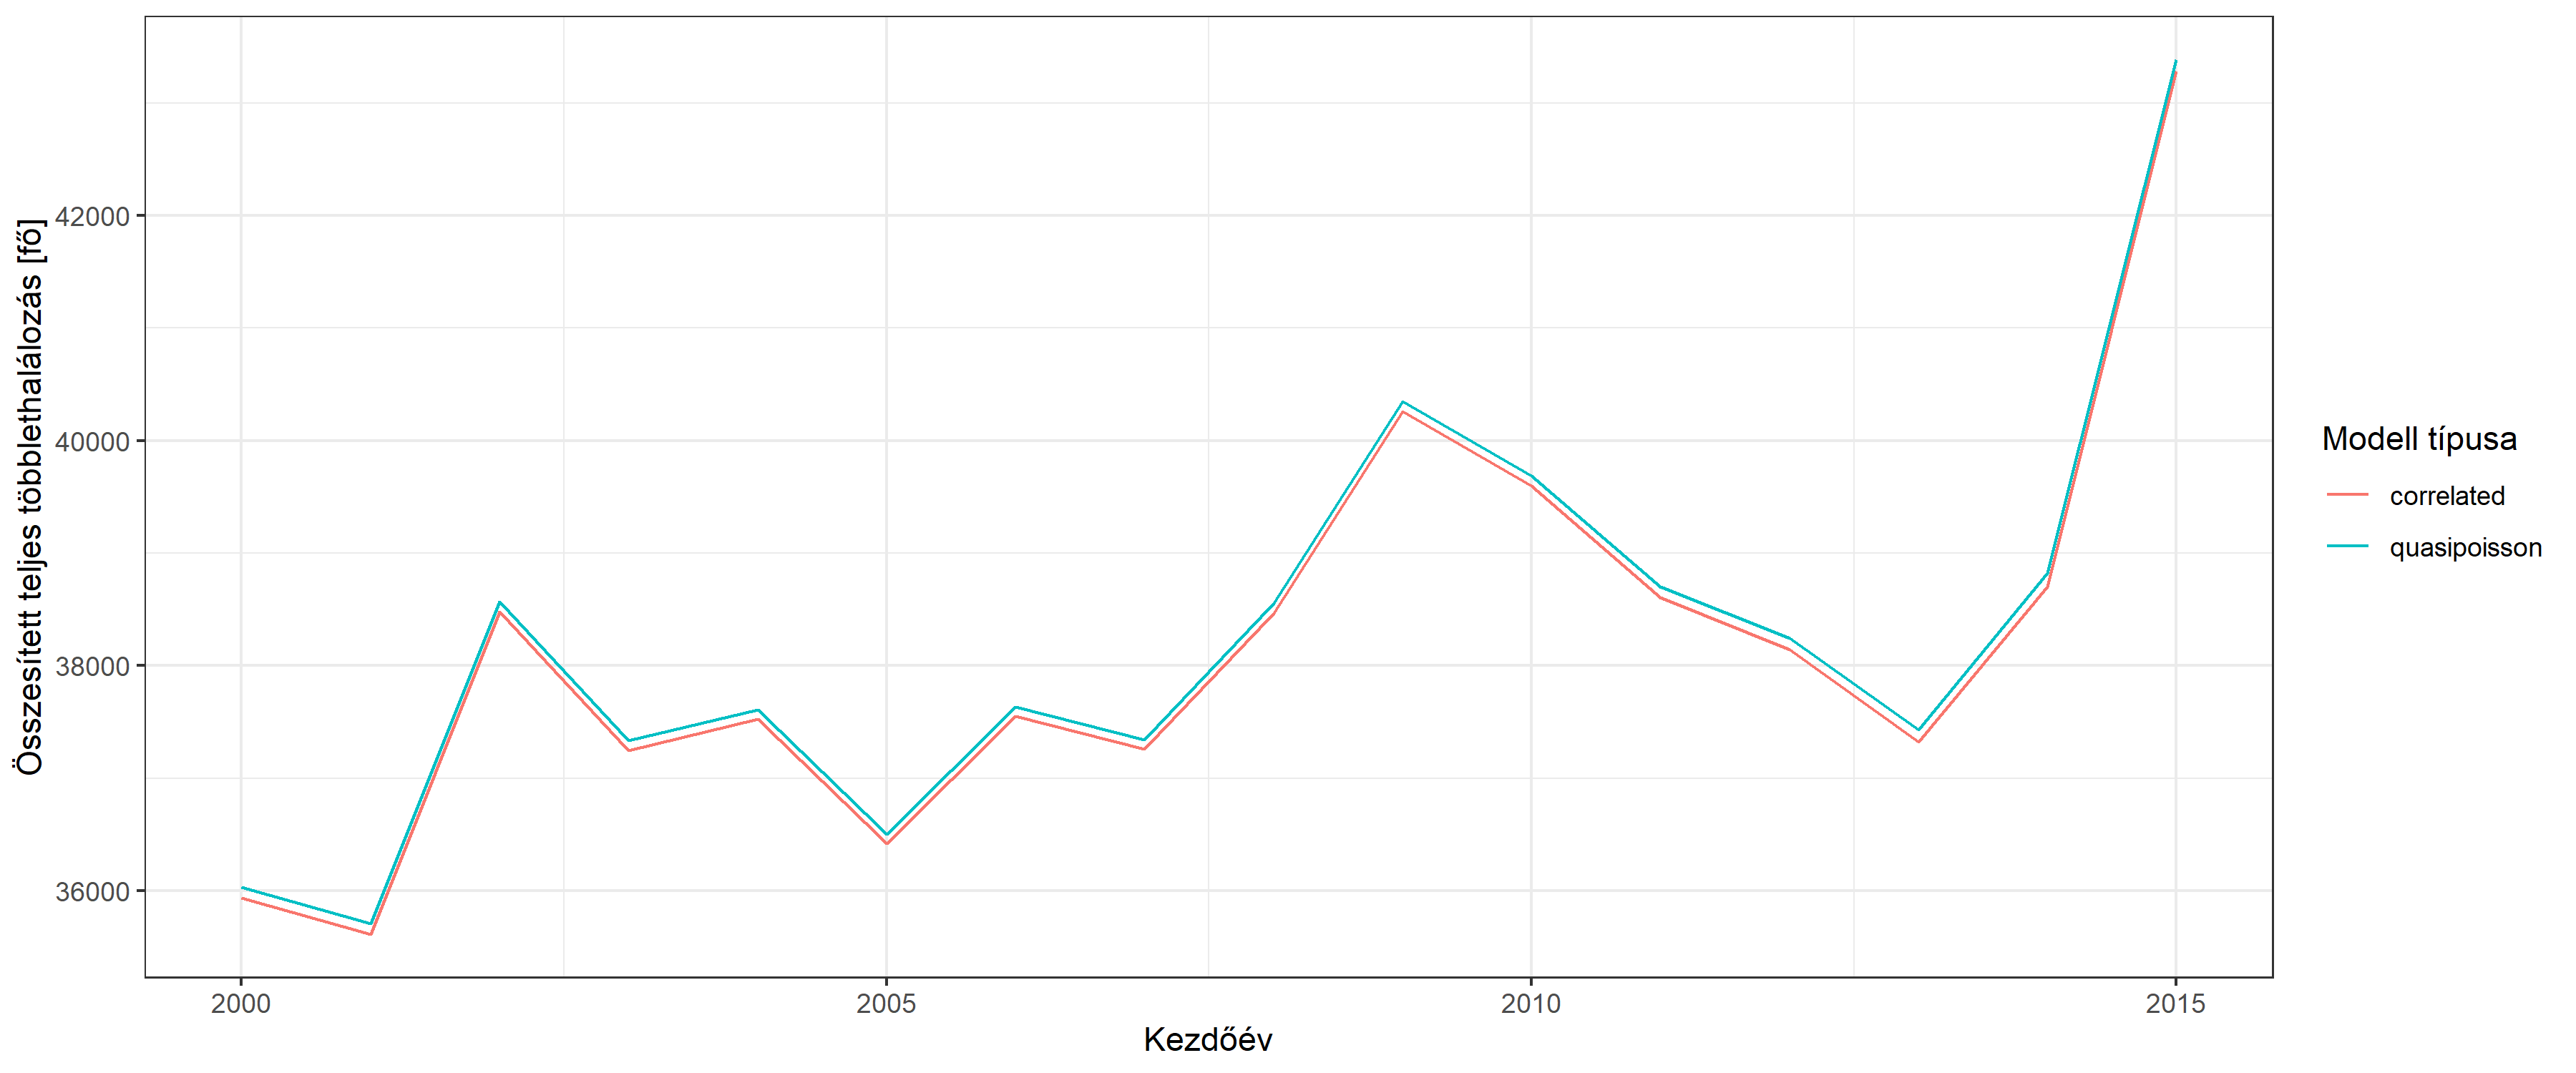 Összesített teljes többlethalálozás [fő]
42000
40000
38000
36000
2000
2005
2010
2015
Kezdőév
Modell típusa
correlated
quasipoisson